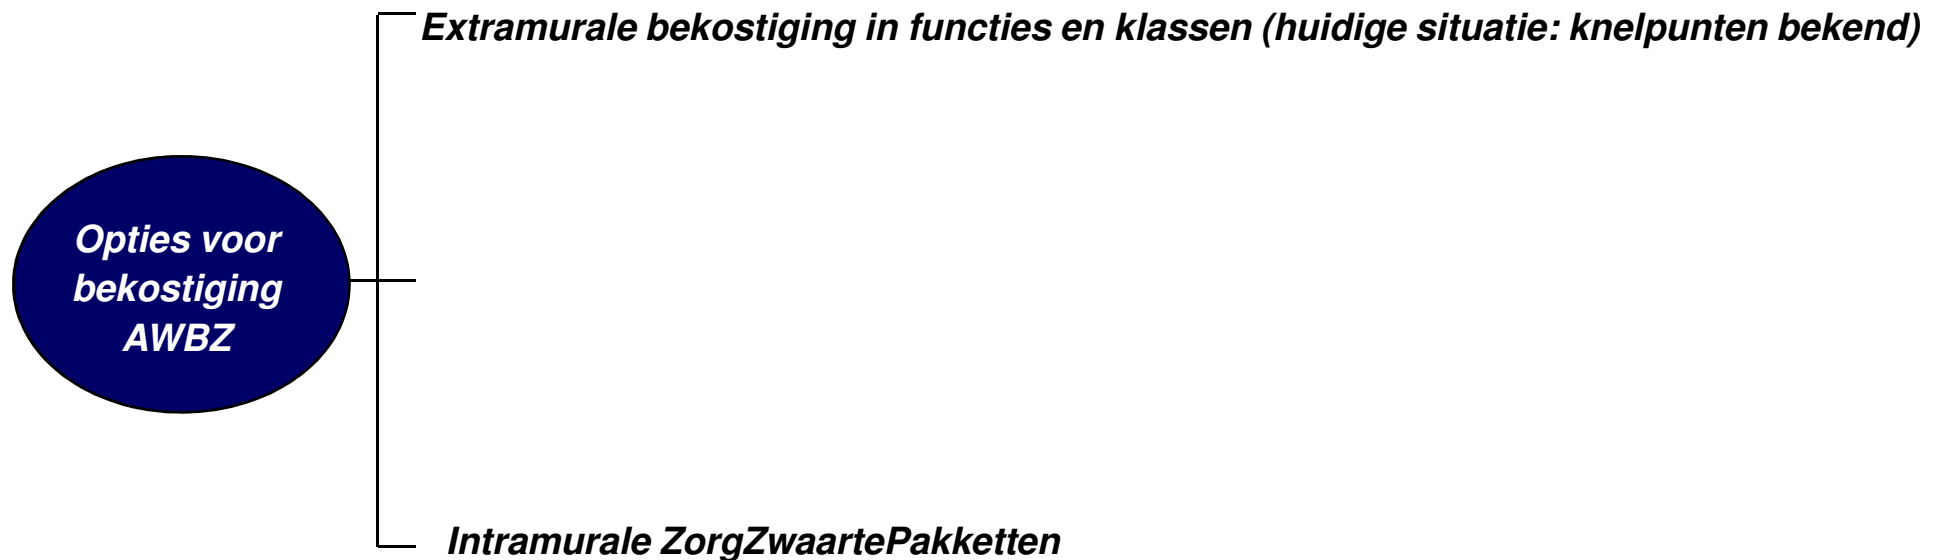 Extramurale bekostiging in functies en klassen (huidige situatie: knelpunten bekend)
Opties voor
bekostiging
AWBZ
Intramurale ZorgZwaartePakketten